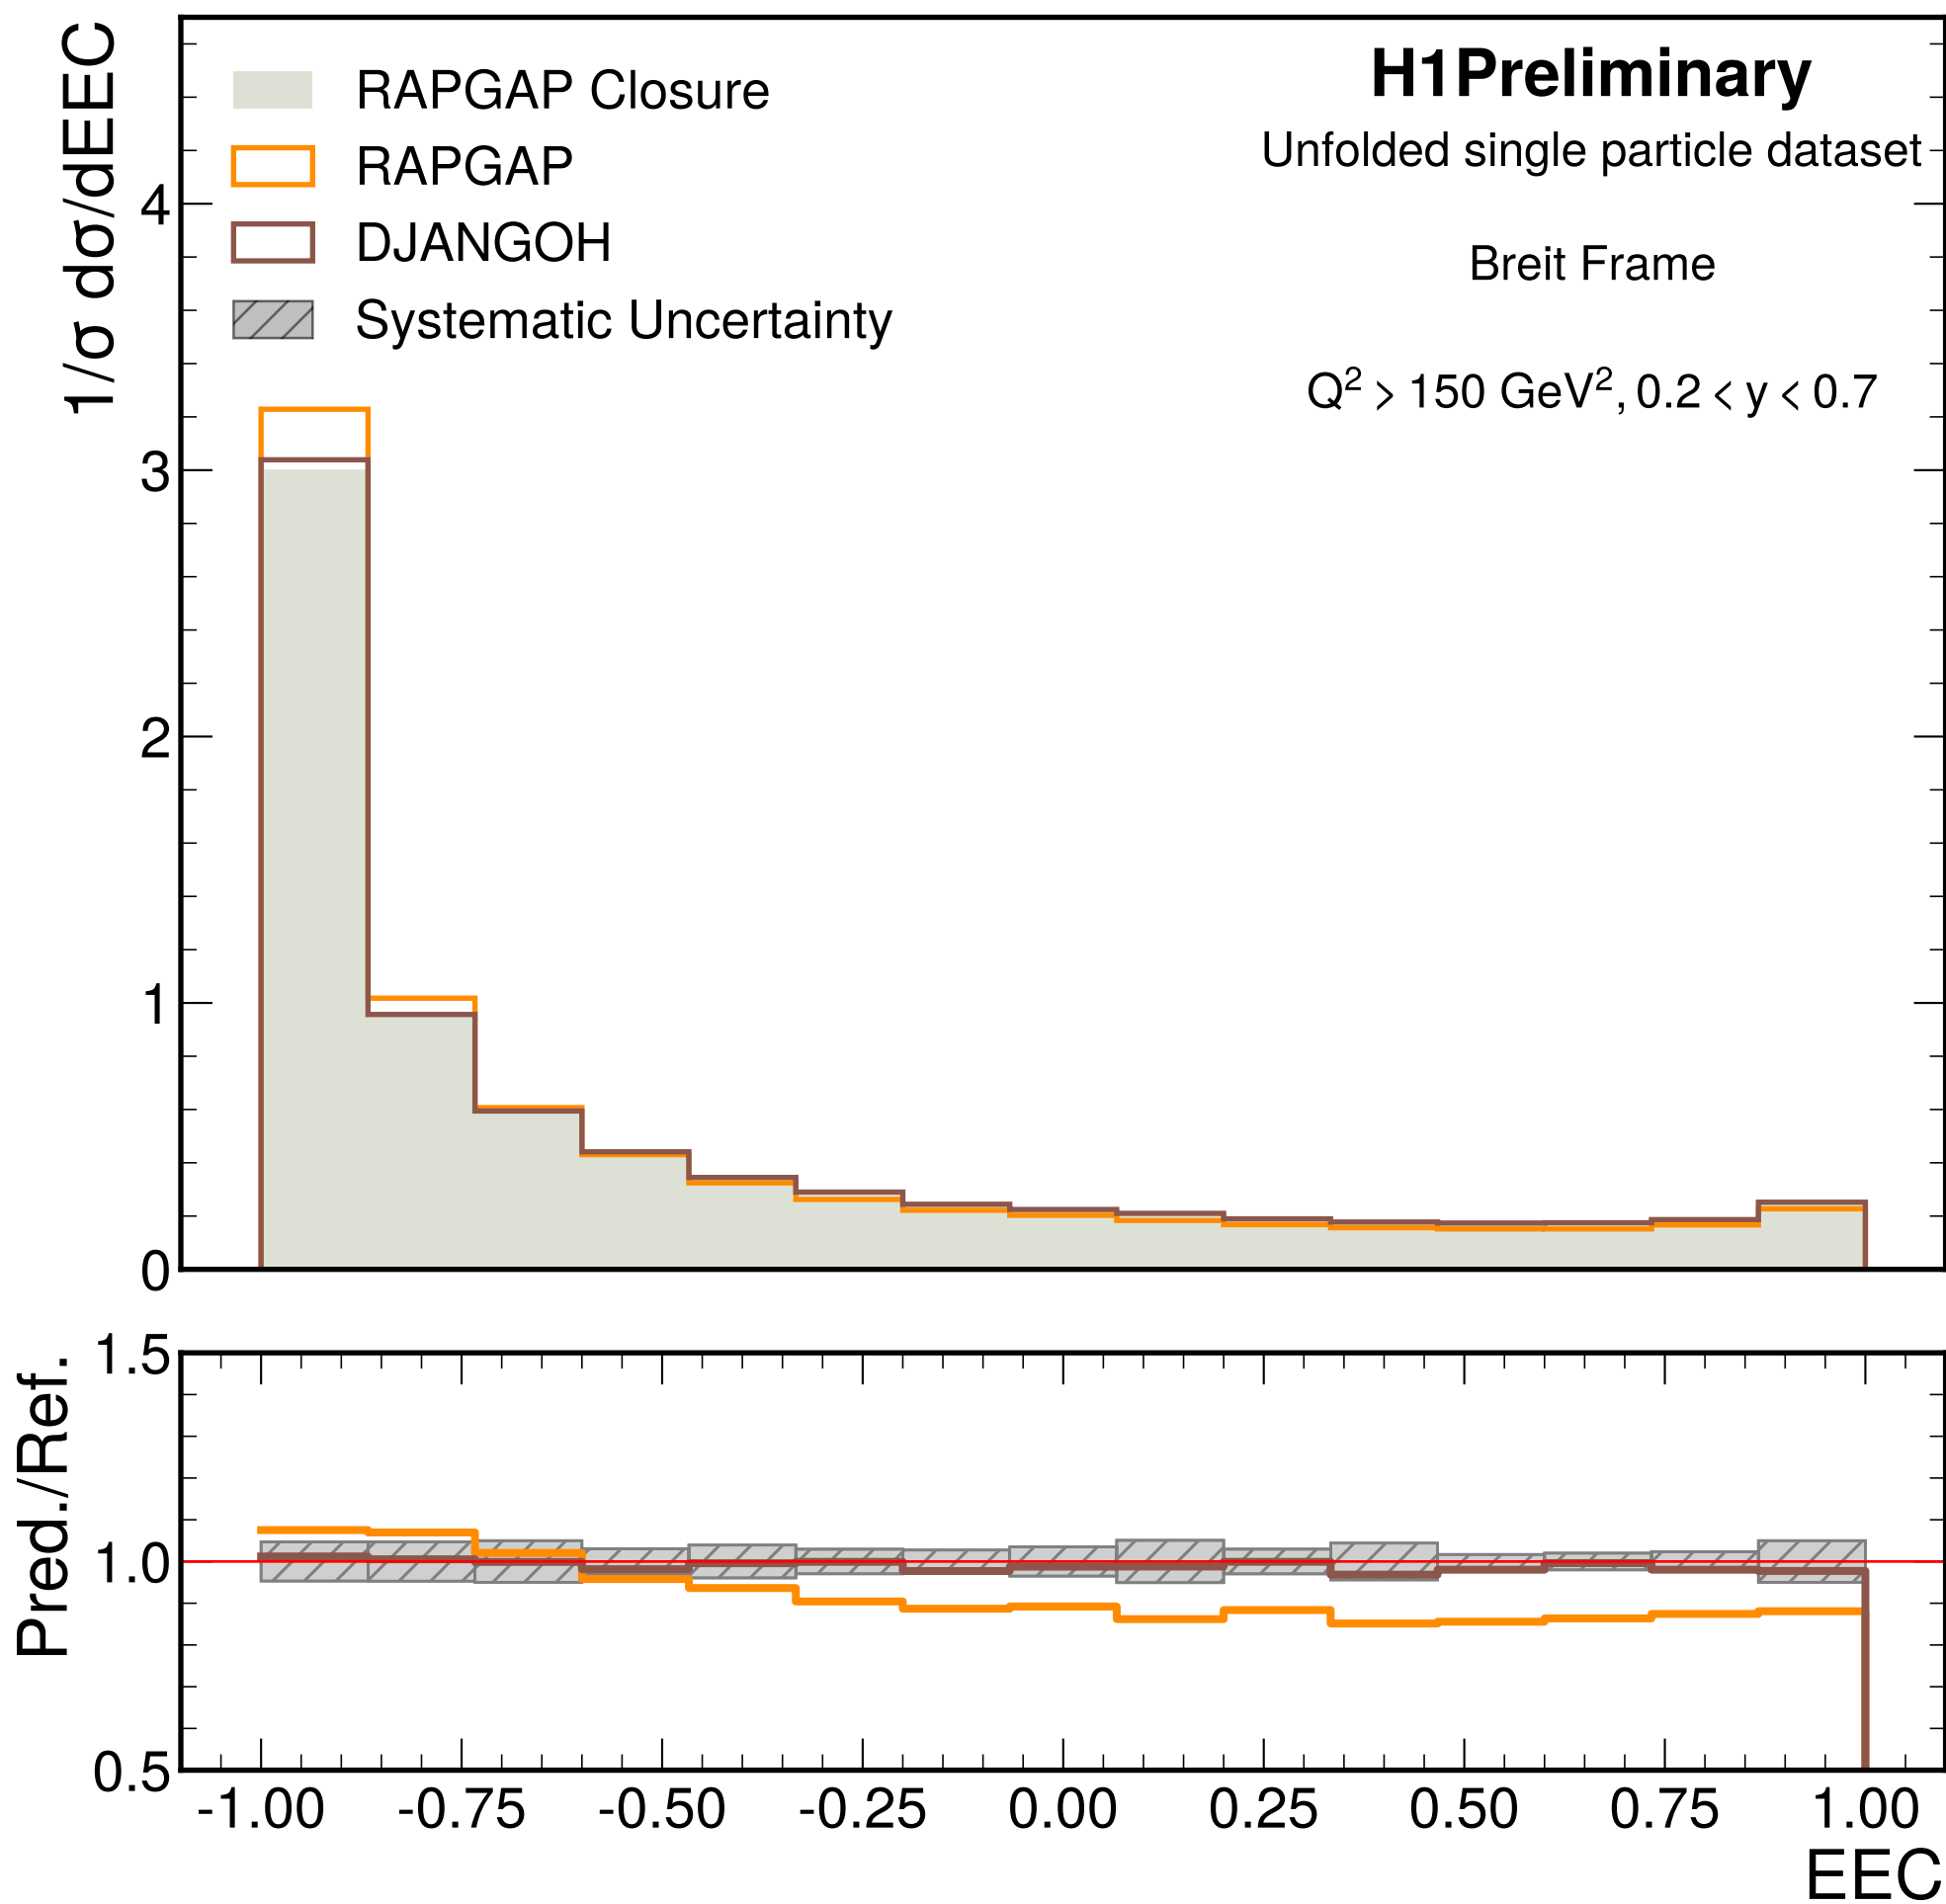 1/σ dσ/dEEC
RAPGAP Closure
RAPGAP
DJANGOH
Systematic Uncertainty
H1Preliminary
Unfolded single particle dataset
Breit Frame
Q² > 150 GeV², 0.2 < y < 0.7
4
3
2
1
0
Pred./Ref.
1.5
1.0
0.5
-1.00 -0.75 -0.50 -0.25 0.00 0.25 0.50 0.75 1.00
EEC